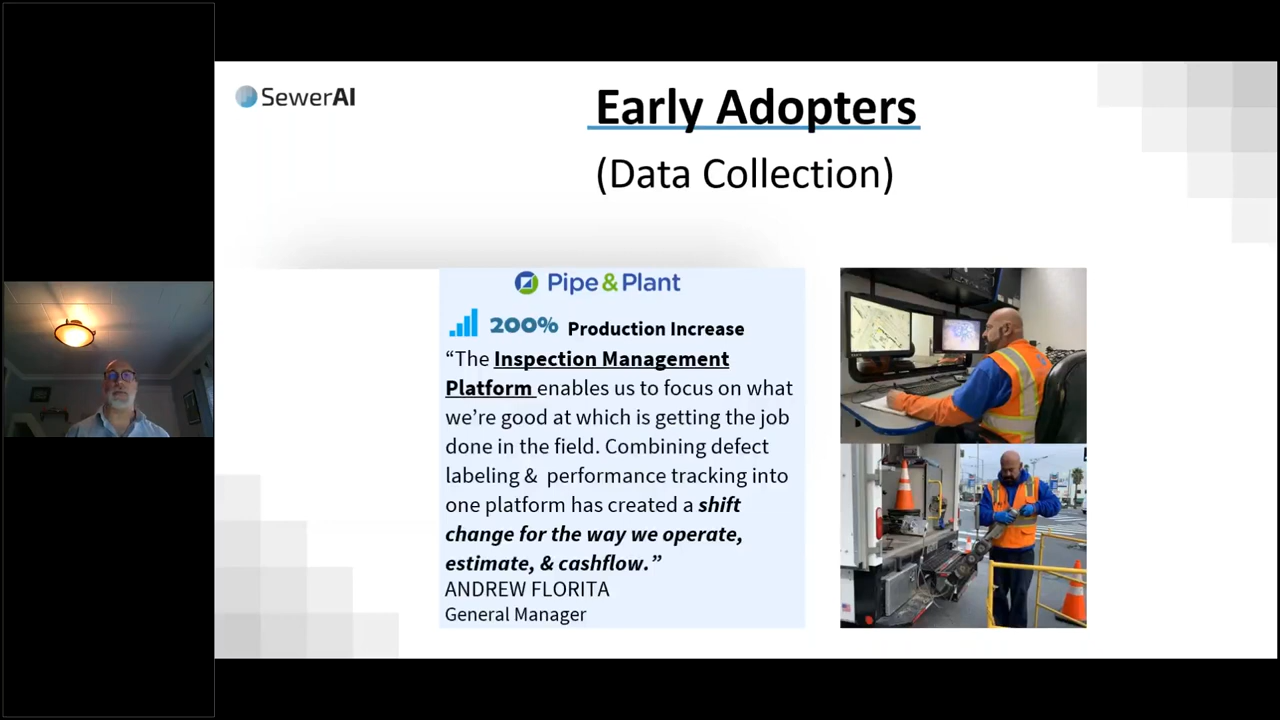 SewerAI
Early Adopters
(Data Collection)
Pipe & Plant
200% Production Increase
“The Inspection Management
Platform enables us to focus on what
we’re good at which is getting the job
done in the field. Combining defect
labeling & performance tracking into
one platform has created a shift
change for the way we operate,
estimate, & cashflow.”
ANDREW FLORITA
General Manager